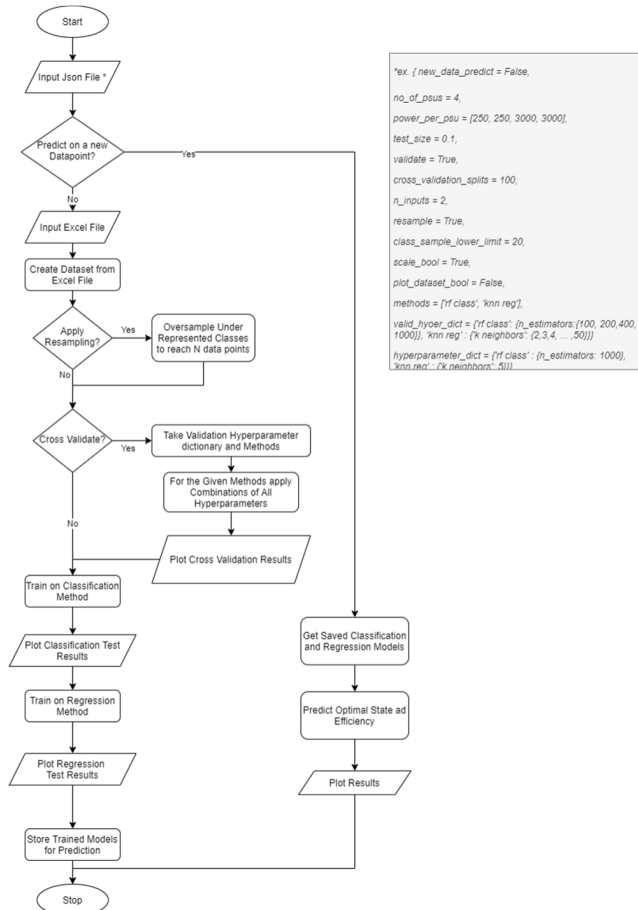 Start
Input Json File *
Predict on a new
Datapoint?
Yes
No
Input Excel File
Create Dataset from
Excel File
Apply
Resampling?
Yes
Oversample Under
Represented Classes
to reach N data points
No
Cross Validate?
Yes
Take Validation Hyperparameter
dictionary and Methods
For the Given Methods apply
Combinations of All
Hyperparameters
No
Plot Cross Validation Results
Train on Classification
Method
Plot Classification Test
Results
Train on Regression
Method
Plot Regression
Test Results
Store Trained Models
for Prediction
Get Saved Classification
and Regression Models
Predict Optimal State ad
Efficiency
Plot Results
Stop
*ex. { new_data_predict = False,
no_of_psus = 4,
power_per_psu = [250, 250, 3000, 3000],
test_size = 0.1,
validate = True,
cross_validation_splits = 100,
n_inputs = 2,
resample = True,
class_sample_lower_limit = 20,
scale_bool = True,
plot_dataset_bool = False,
methods = ['rf class', 'knn reg'],
valid_hyoer_dict = {'rf class': {n_estimators:{100, 200,400,
1000}}, 'knn reg' : {'k neighbors': {2,3,4, ... ,50}}}
hyperparameter_dict = {'rf class' : {n_estimators: 1000},
'knn reg' : {'k neighbors': 5}}}